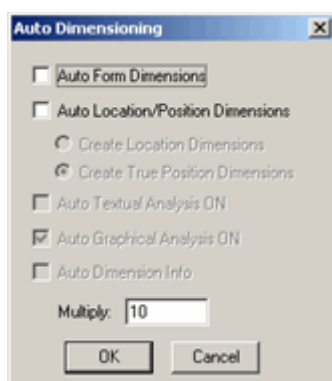 Auto Dimensioning
Auto Form Dimensions
Auto Location/Position Dimensions
Create Location Dimensions
Create True Position Dimensions
Auto Textual Analysis ON
Auto Graphical Analysis ON
Auto Dimension Info
Multiply: 10
OK Cancel